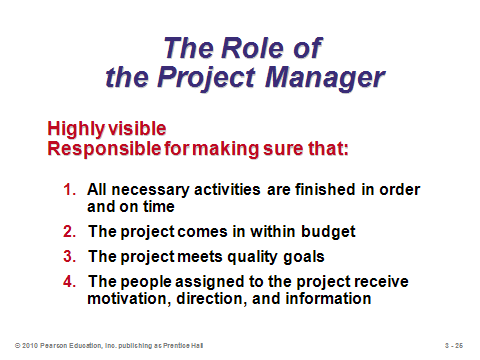 The Role of
the Project Manager
Highly visible
Responsible for making sure that:
1. All necessary activities are finished in order
and on time
2. The project comes in within budget
3. The project meets quality goals
4. The people assigned to the project receive
motivation, direction, and information
© 2010 Pearson Education, Inc. publishing as Prentice Hall
3 - 25